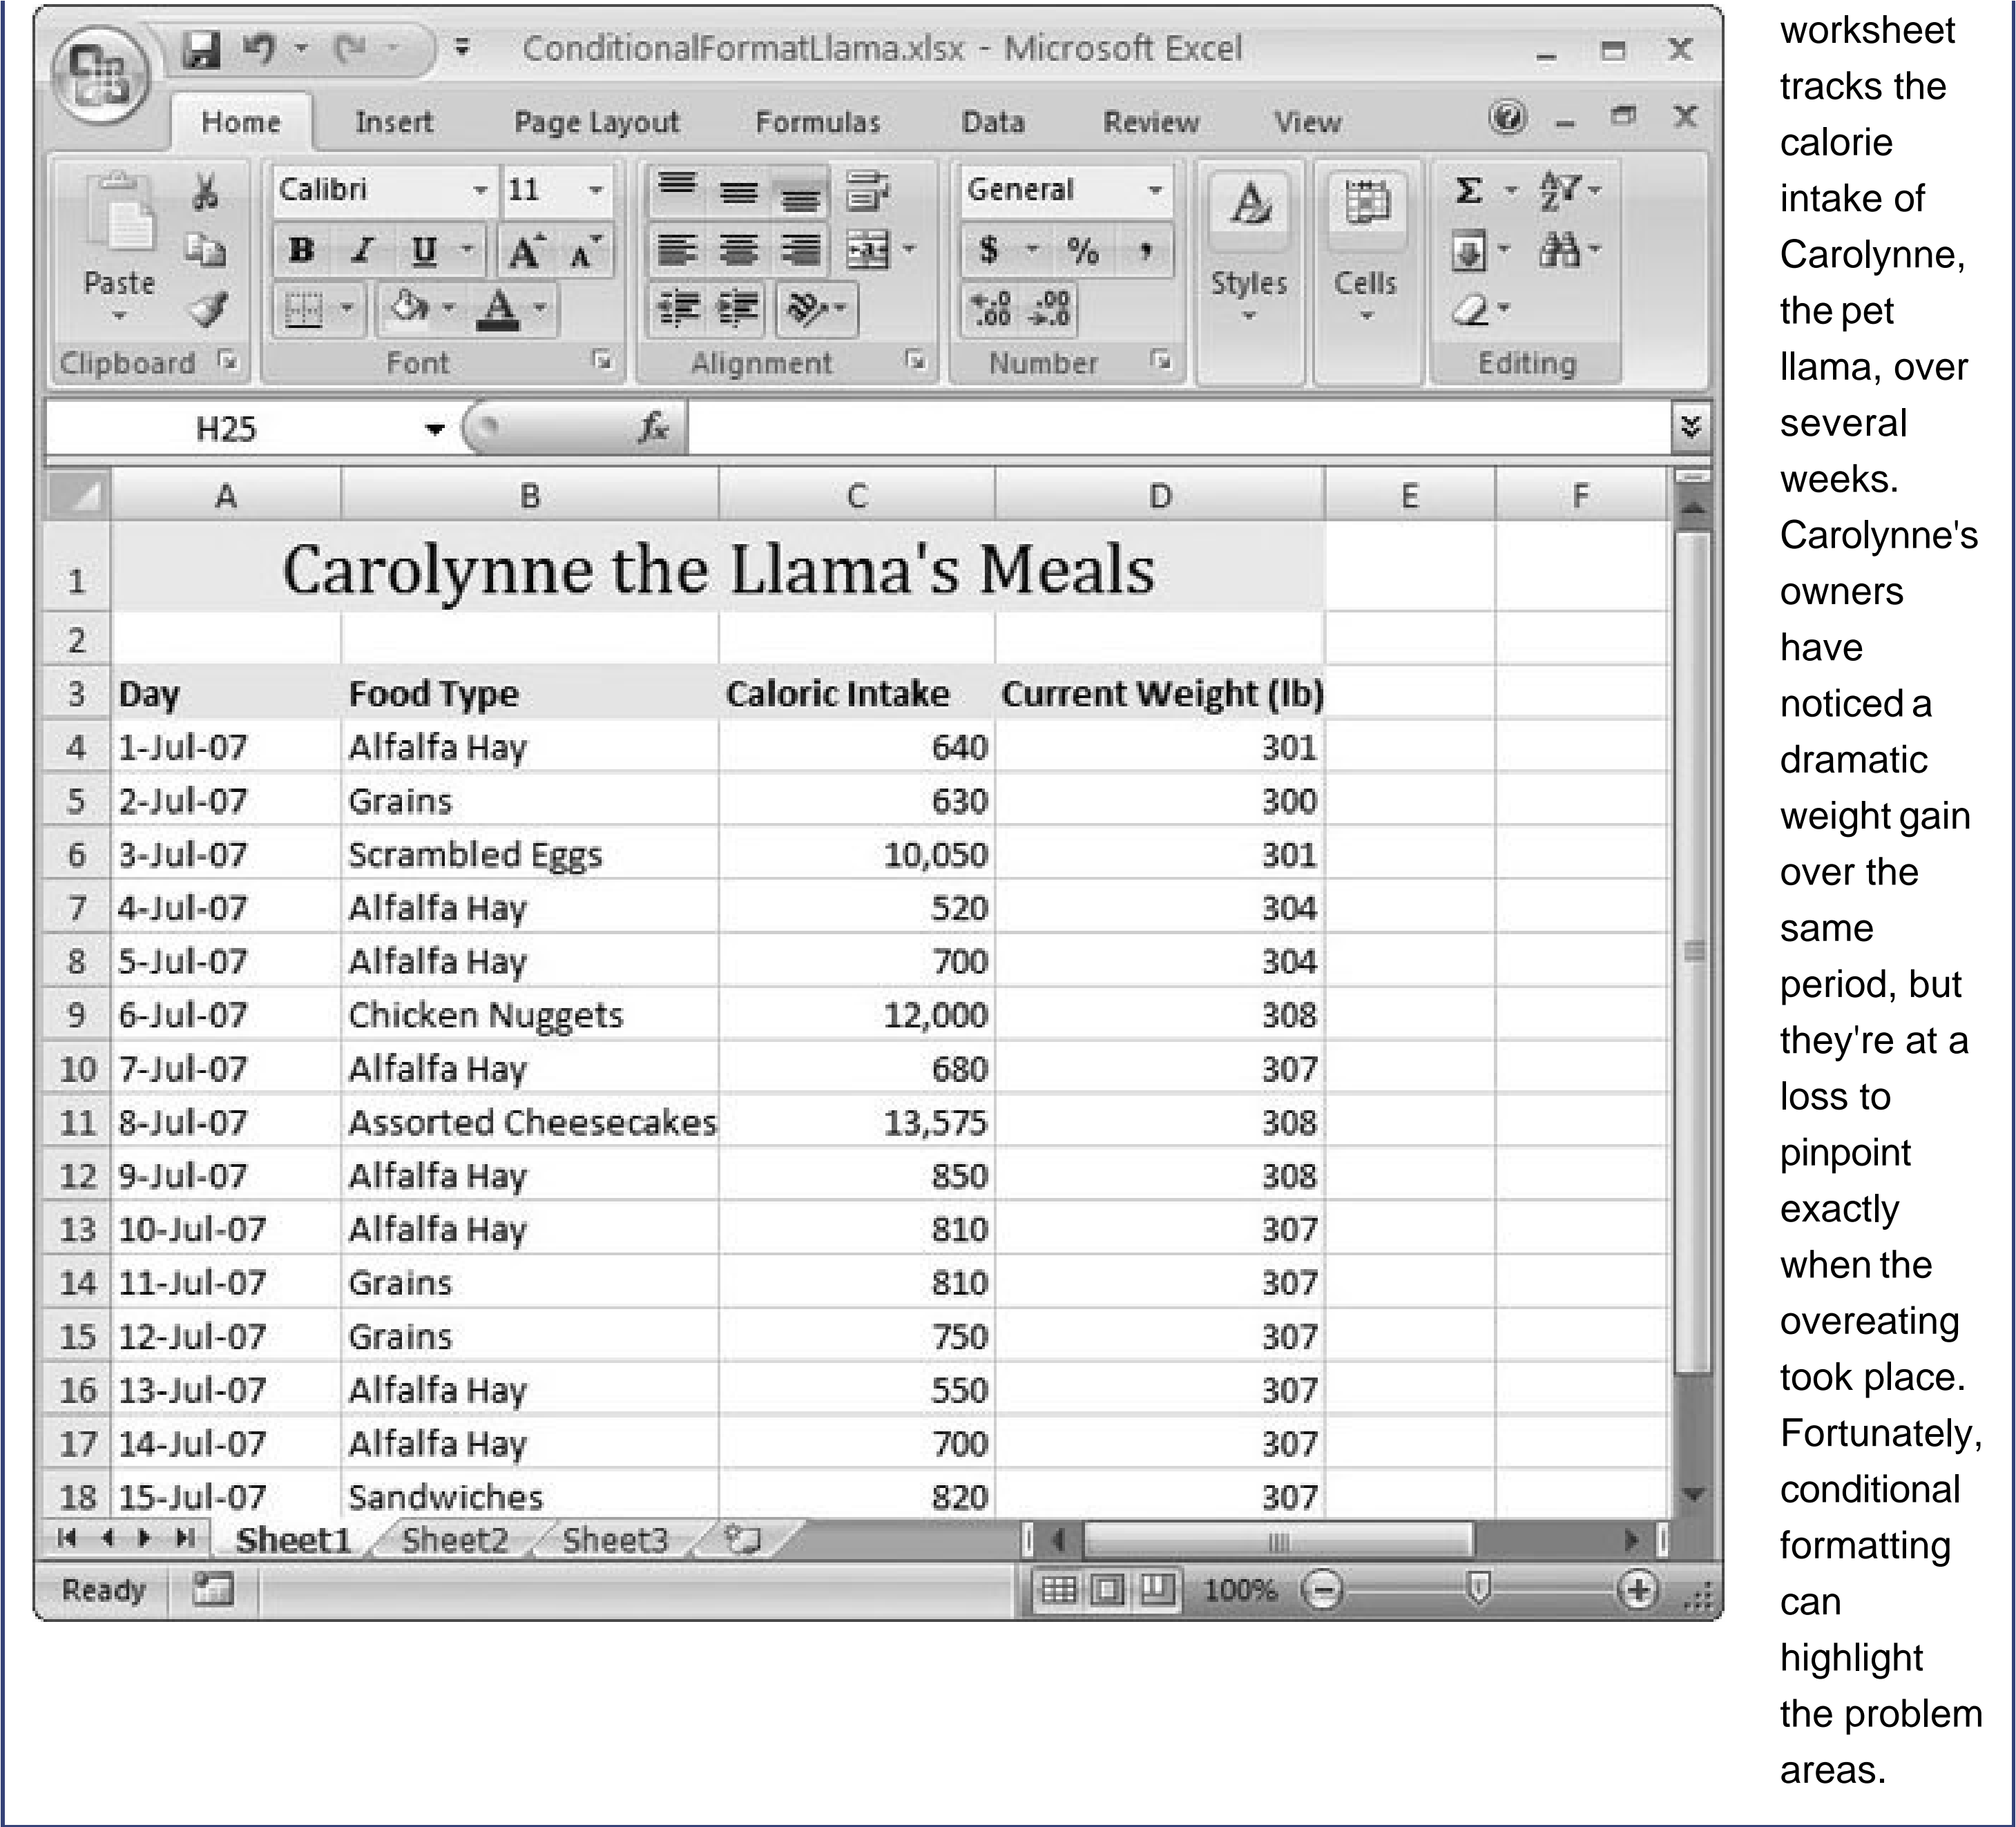 ConditionalFormatLlama.xlsx - Microsoft Excel
Home Insert Page Layout Formulas Data Review View
Paste
Clipboard
Calibri 11
B I U A A
A
Font
Alignment
General
$ % ,
.0 .00
.00 .0
Number
Styles
Cells
Σ
Editing
H25 fx
A B C D E F
1 Carolynne the Llama's Meals
2
3 Day Food Type Caloric Intake Current Weight (lb)
4 1-Jul-07 Alfalfa Hay 640 301
5 2-Jul-07 Grains 630 300
6 3-Jul-07 Scrambled Eggs 10,050 301
7 4-Jul-07 Alfalfa Hay 520 304
8 5-Jul-07 Alfalfa Hay 700 304
9 6-Jul-07 Chicken Nuggets 12,000 308
10 7-Jul-07 Alfalfa Hay 680 307
11 8-Jul-07 Assorted Cheesecakes 13,575 308
12 9-Jul-07 Alfalfa Hay 850 308
13 10-Jul-07 Alfalfa Hay 810 307
14 11-Jul-07 Grains 810 307
15 12-Jul-07 Grains 750 307
16 13-Jul-07 Alfalfa Hay 550 307
17 14-Jul-07 Alfalfa Hay 700 307
18 15-Jul-07 Sandwiches 820 307
Sheet1 Sheet2 Sheet3
Ready 100%
worksheet
tracks the
calorie
intake of
Carolynne,
the pet
llama, over
several
weeks.
Carolynne's
owners
have
noticed a
dramatic
weight gain
over the
same
period, but
they're at a
loss to
pinpoint
exactly
when the
overeating
took place.
Fortunately,
conditional
formatting
can
highlight
the problem
areas.